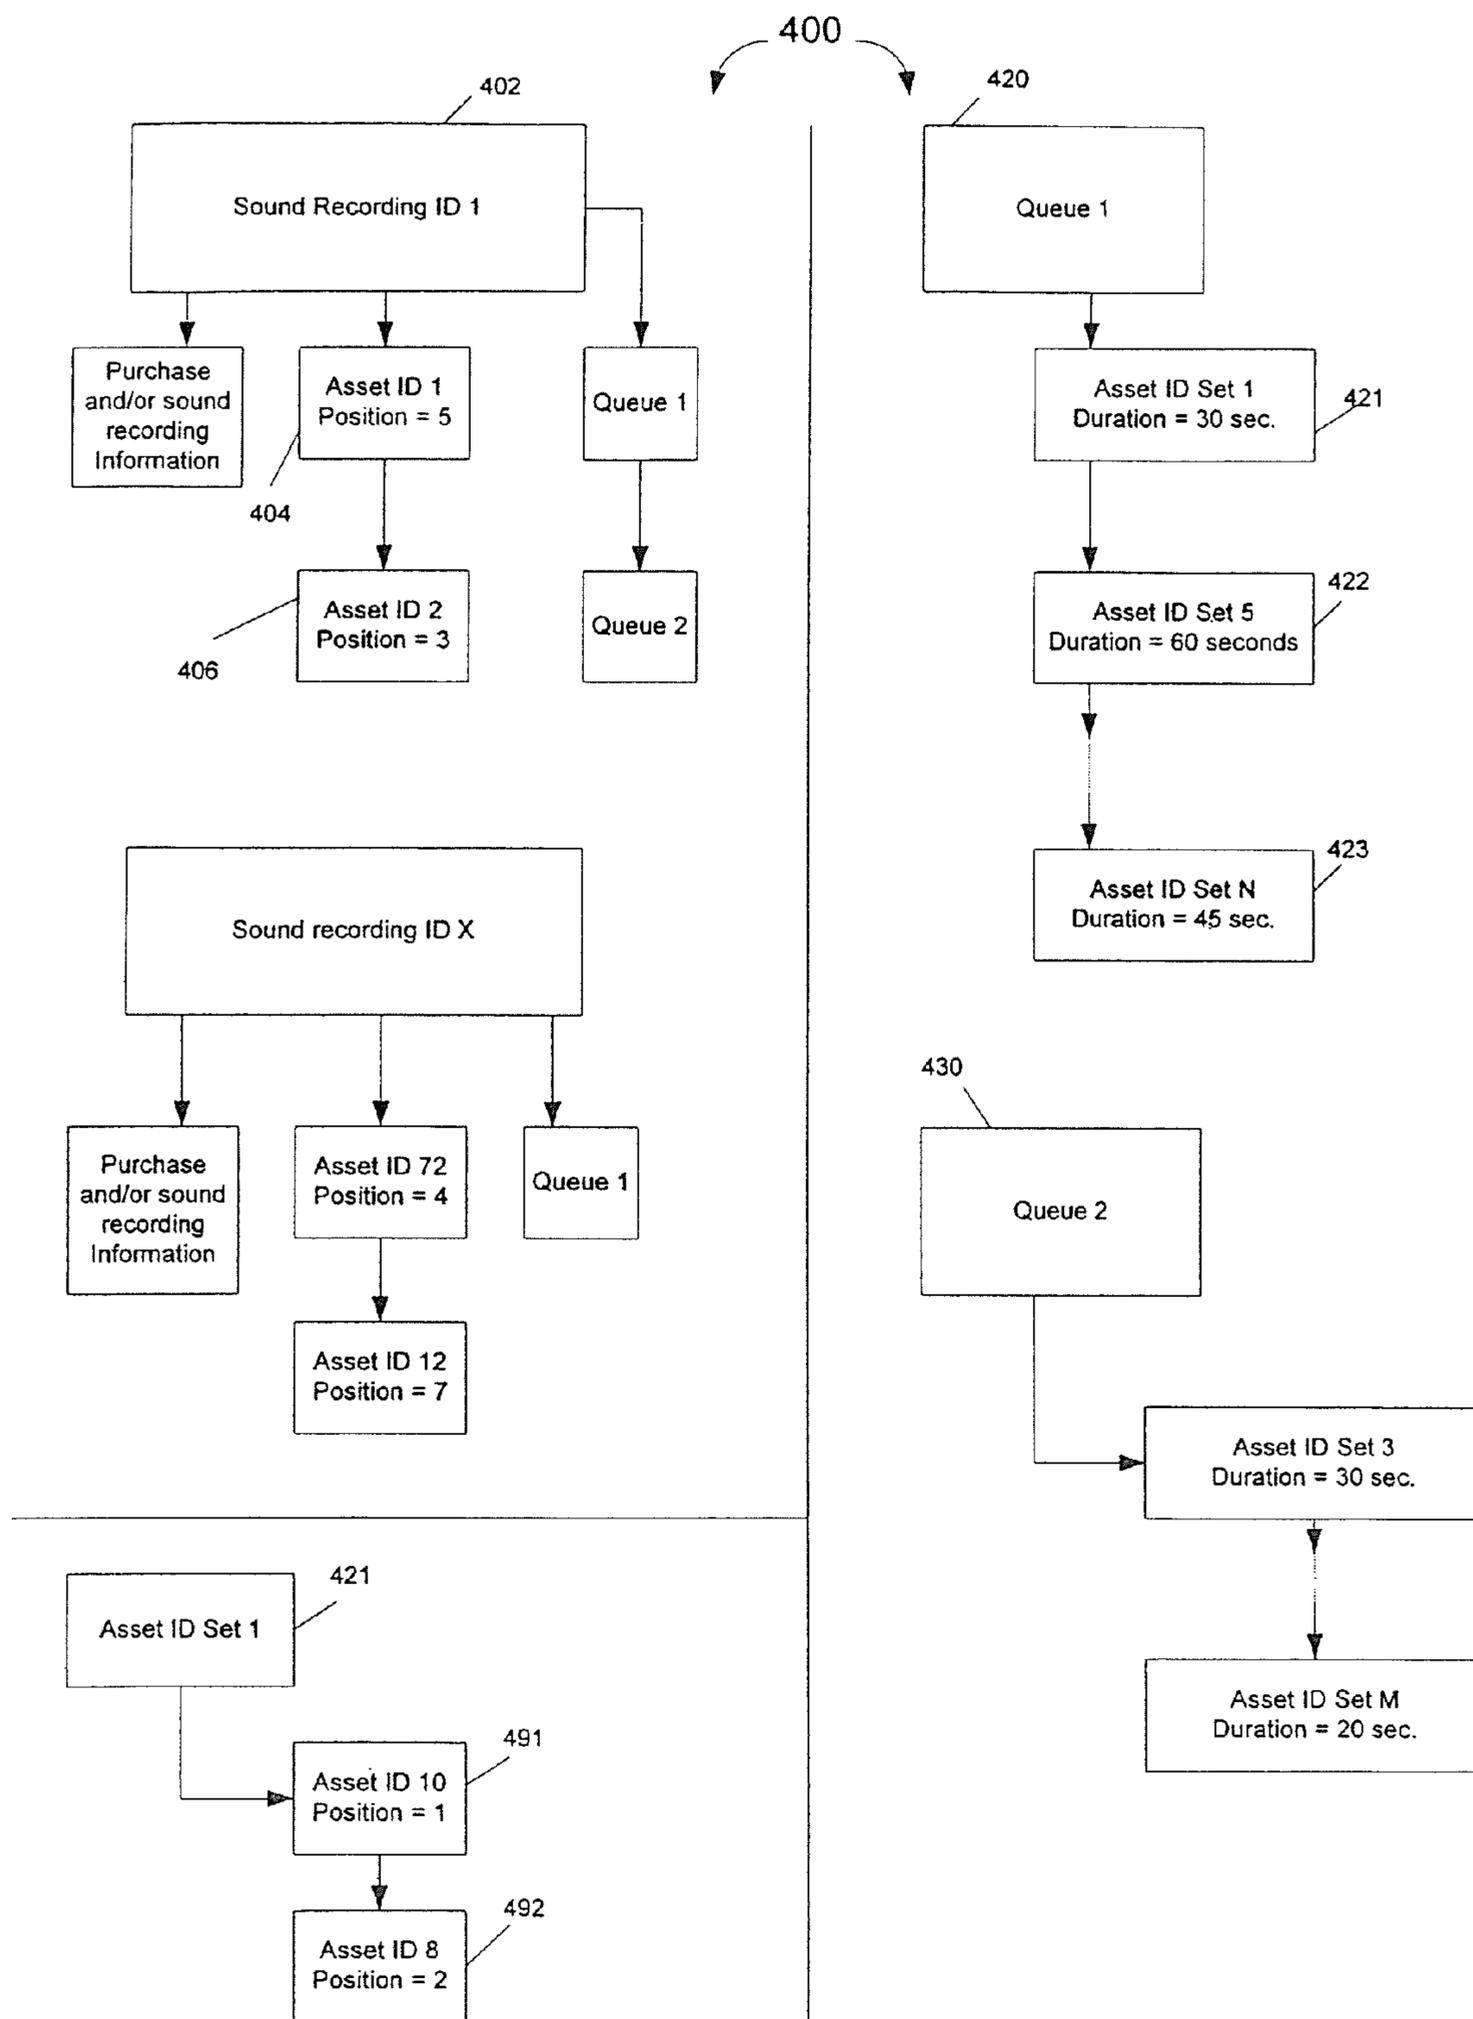 400
402
Sound Recording ID 1
Purchase
and/or sound
recording
Information
Asset ID 1
Position = 5
404
Queue 1
Asset ID 2
Position = 3
406
Queue 2
Sound recording ID X
Purchase
and/or sound
recording
Information
Asset ID 72
Position = 4
Queue 1
Asset ID 12
Position = 7
421
Asset ID Set 1
491
Asset ID 10
Position = 1
492
Asset ID 8
Position = 2
420
Queue 1
Asset ID Set 1
Duration = 30 sec.
421
Asset ID Set 5
Duration = 60 seconds
422
Asset ID Set N
Duration = 45 sec.
423
430
Queue 2
Asset ID Set 3
Duration = 30 sec.
Asset ID Set M
Duration = 20 sec.